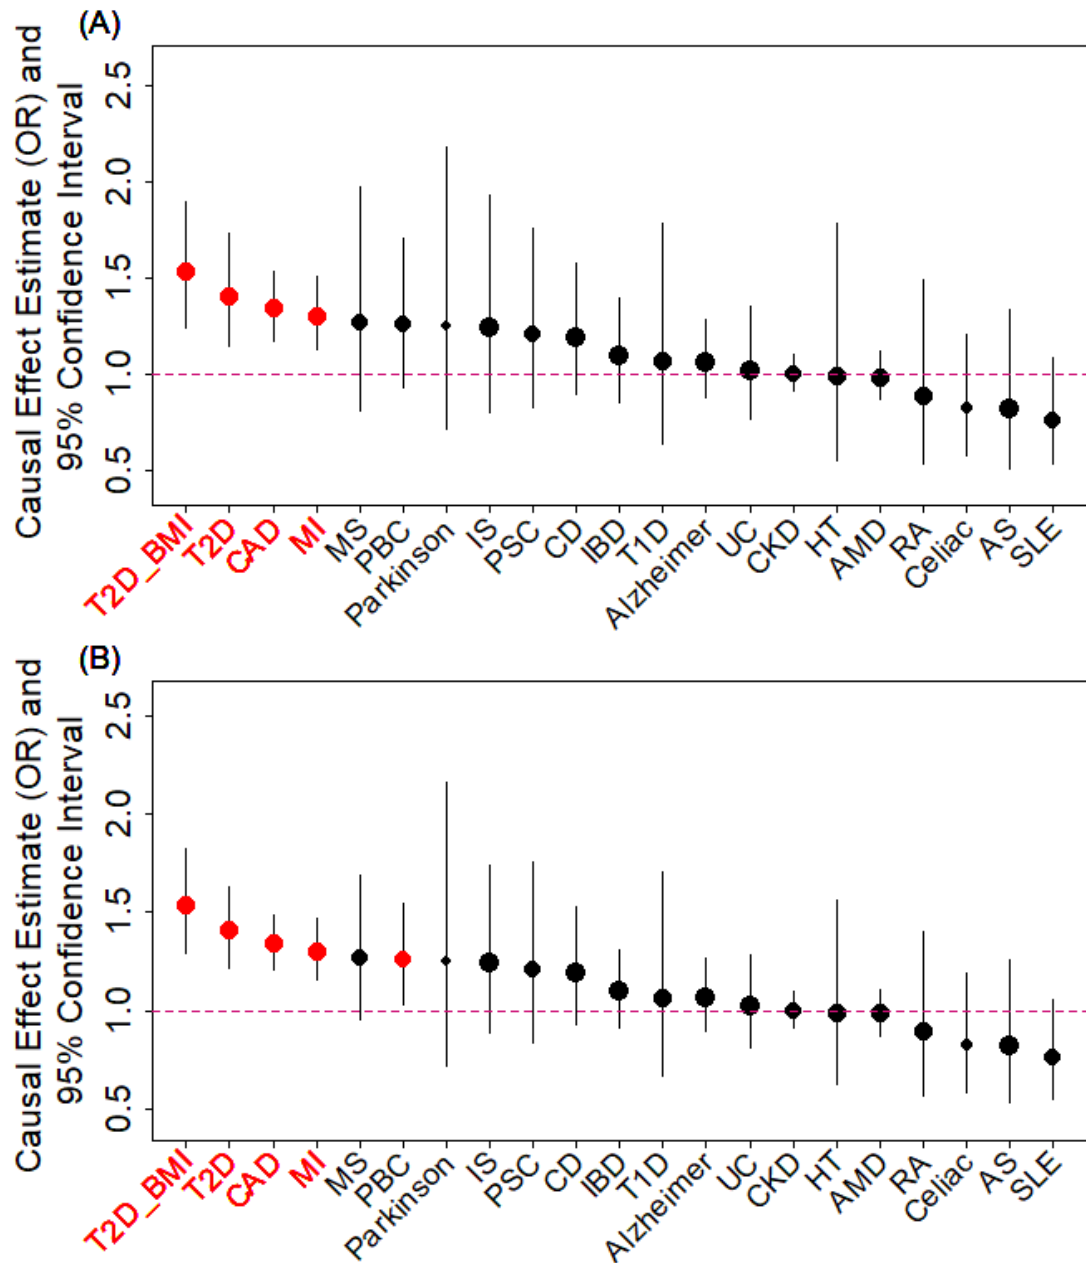 (A)
Causal Effect Estimate (OR) and
95% Confidence Interval
2.5
2.0
1.5
1.0
0.5
T2D_BMI
T2D
CAD
MI
MS
PBC
Parkinson
IS
PSC
CD
IBD
T1D
Alzheimer
UC
CKD
HT
AMD
RA
Celiac
AS
SLE
(B)
Causal Effect Estimate (OR) and
95% Confidence Interval
2.5
2.0
1.5
1.0
0.5
T2D_BMI
T2D
CAD
MI
MS
PBC
Parkinson
IS
PSC
CD
IBD
T1D
Alzheimer
UC
CKD
HT
AMD
RA
Celiac
AS
SLE